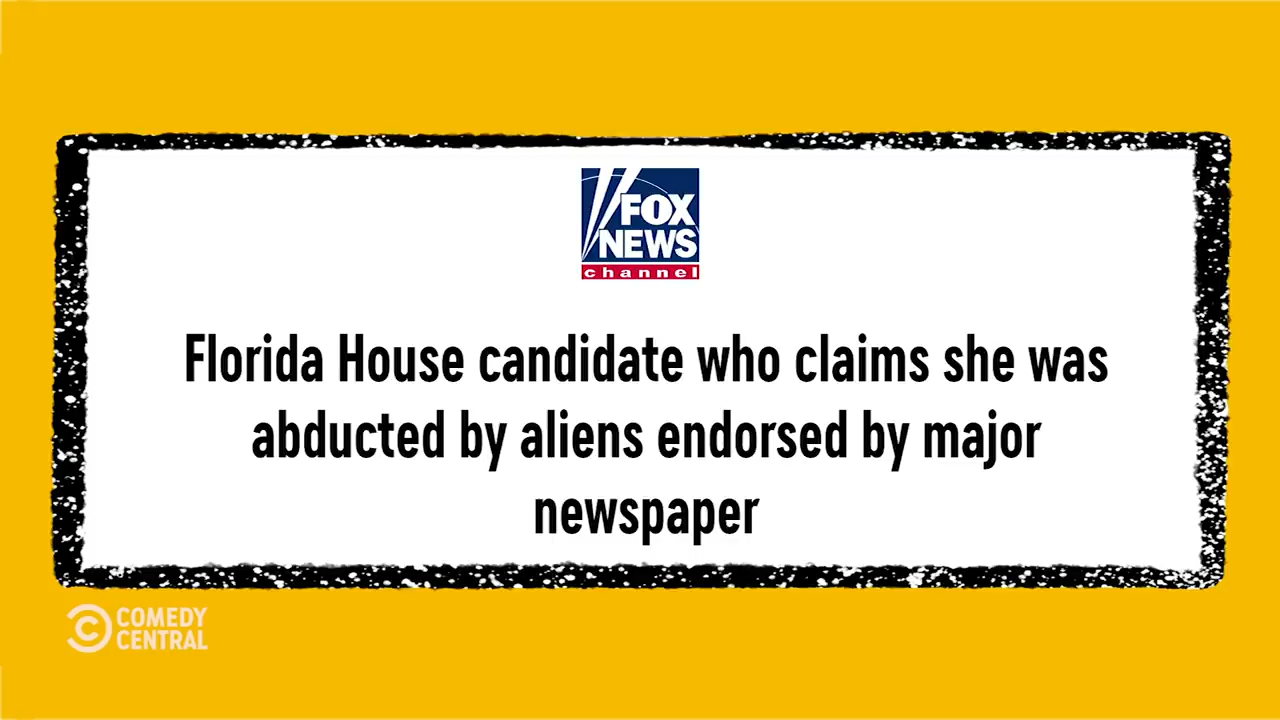 FOX
NEWS
channel
Florida House candidate who claims she was
abducted by aliens endorsed by major
newspaper
COMEDY
CENTRAL